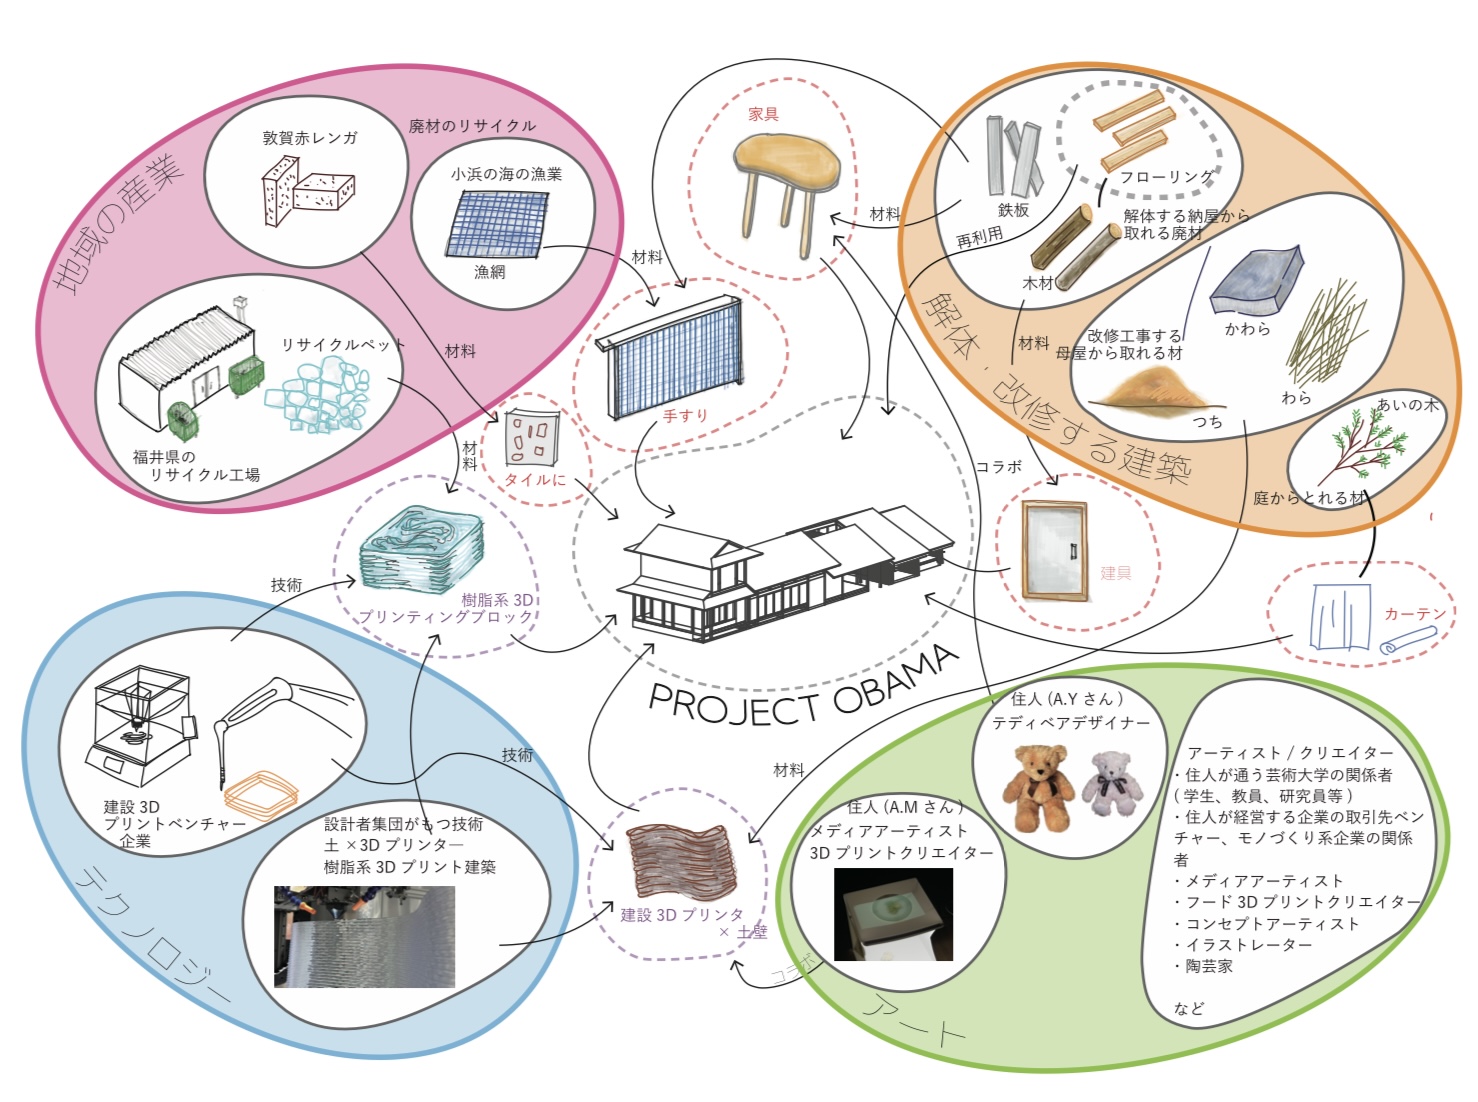 地域の産業
敦賀赤レンガ
廃材のリサイクル
小浜の海の漁業
漁網
リサイクルペット
福井県の
リサイクル工場
材料
材料
材料
家具
手すり
タイルに
樹脂系 3D
プリンティングブロック
材料
再利用
鉄板
フローリング
解体する納屋から
取れる廃材
木材
材料
解体、改修する建築
改修工事する
母屋から取れる材
かわら
わら
つち
あいの木
庭からとれる材
コラボ
建具
カーテン
PROJECT OBAMA
技術
技術
テクノロジー
建設 3D
プリントベンチャー
企業
設計者集団がもつ技術
土 ×3D プリンター
樹脂系 3D プリント建築
建設 3D プリンタ
× 土壁
材料
コラボ
アート
住人 (A.M さん )
メディアアーティスト
3D プリントクリエイター
住人 (A.Y さん )
テディベアデザイナー
アーティスト / クリエイター
・住人が通う芸術大学の関係者
( 学生、教員、研究員等 )
・住人が経営する企業の取引先ベン
チャー、モノづくり系企業の関係
者
・メディアアーティスト
・フード 3D プリントクリエイター
・コンセプトアーティスト
・イラストレーター
・陶芸家
など